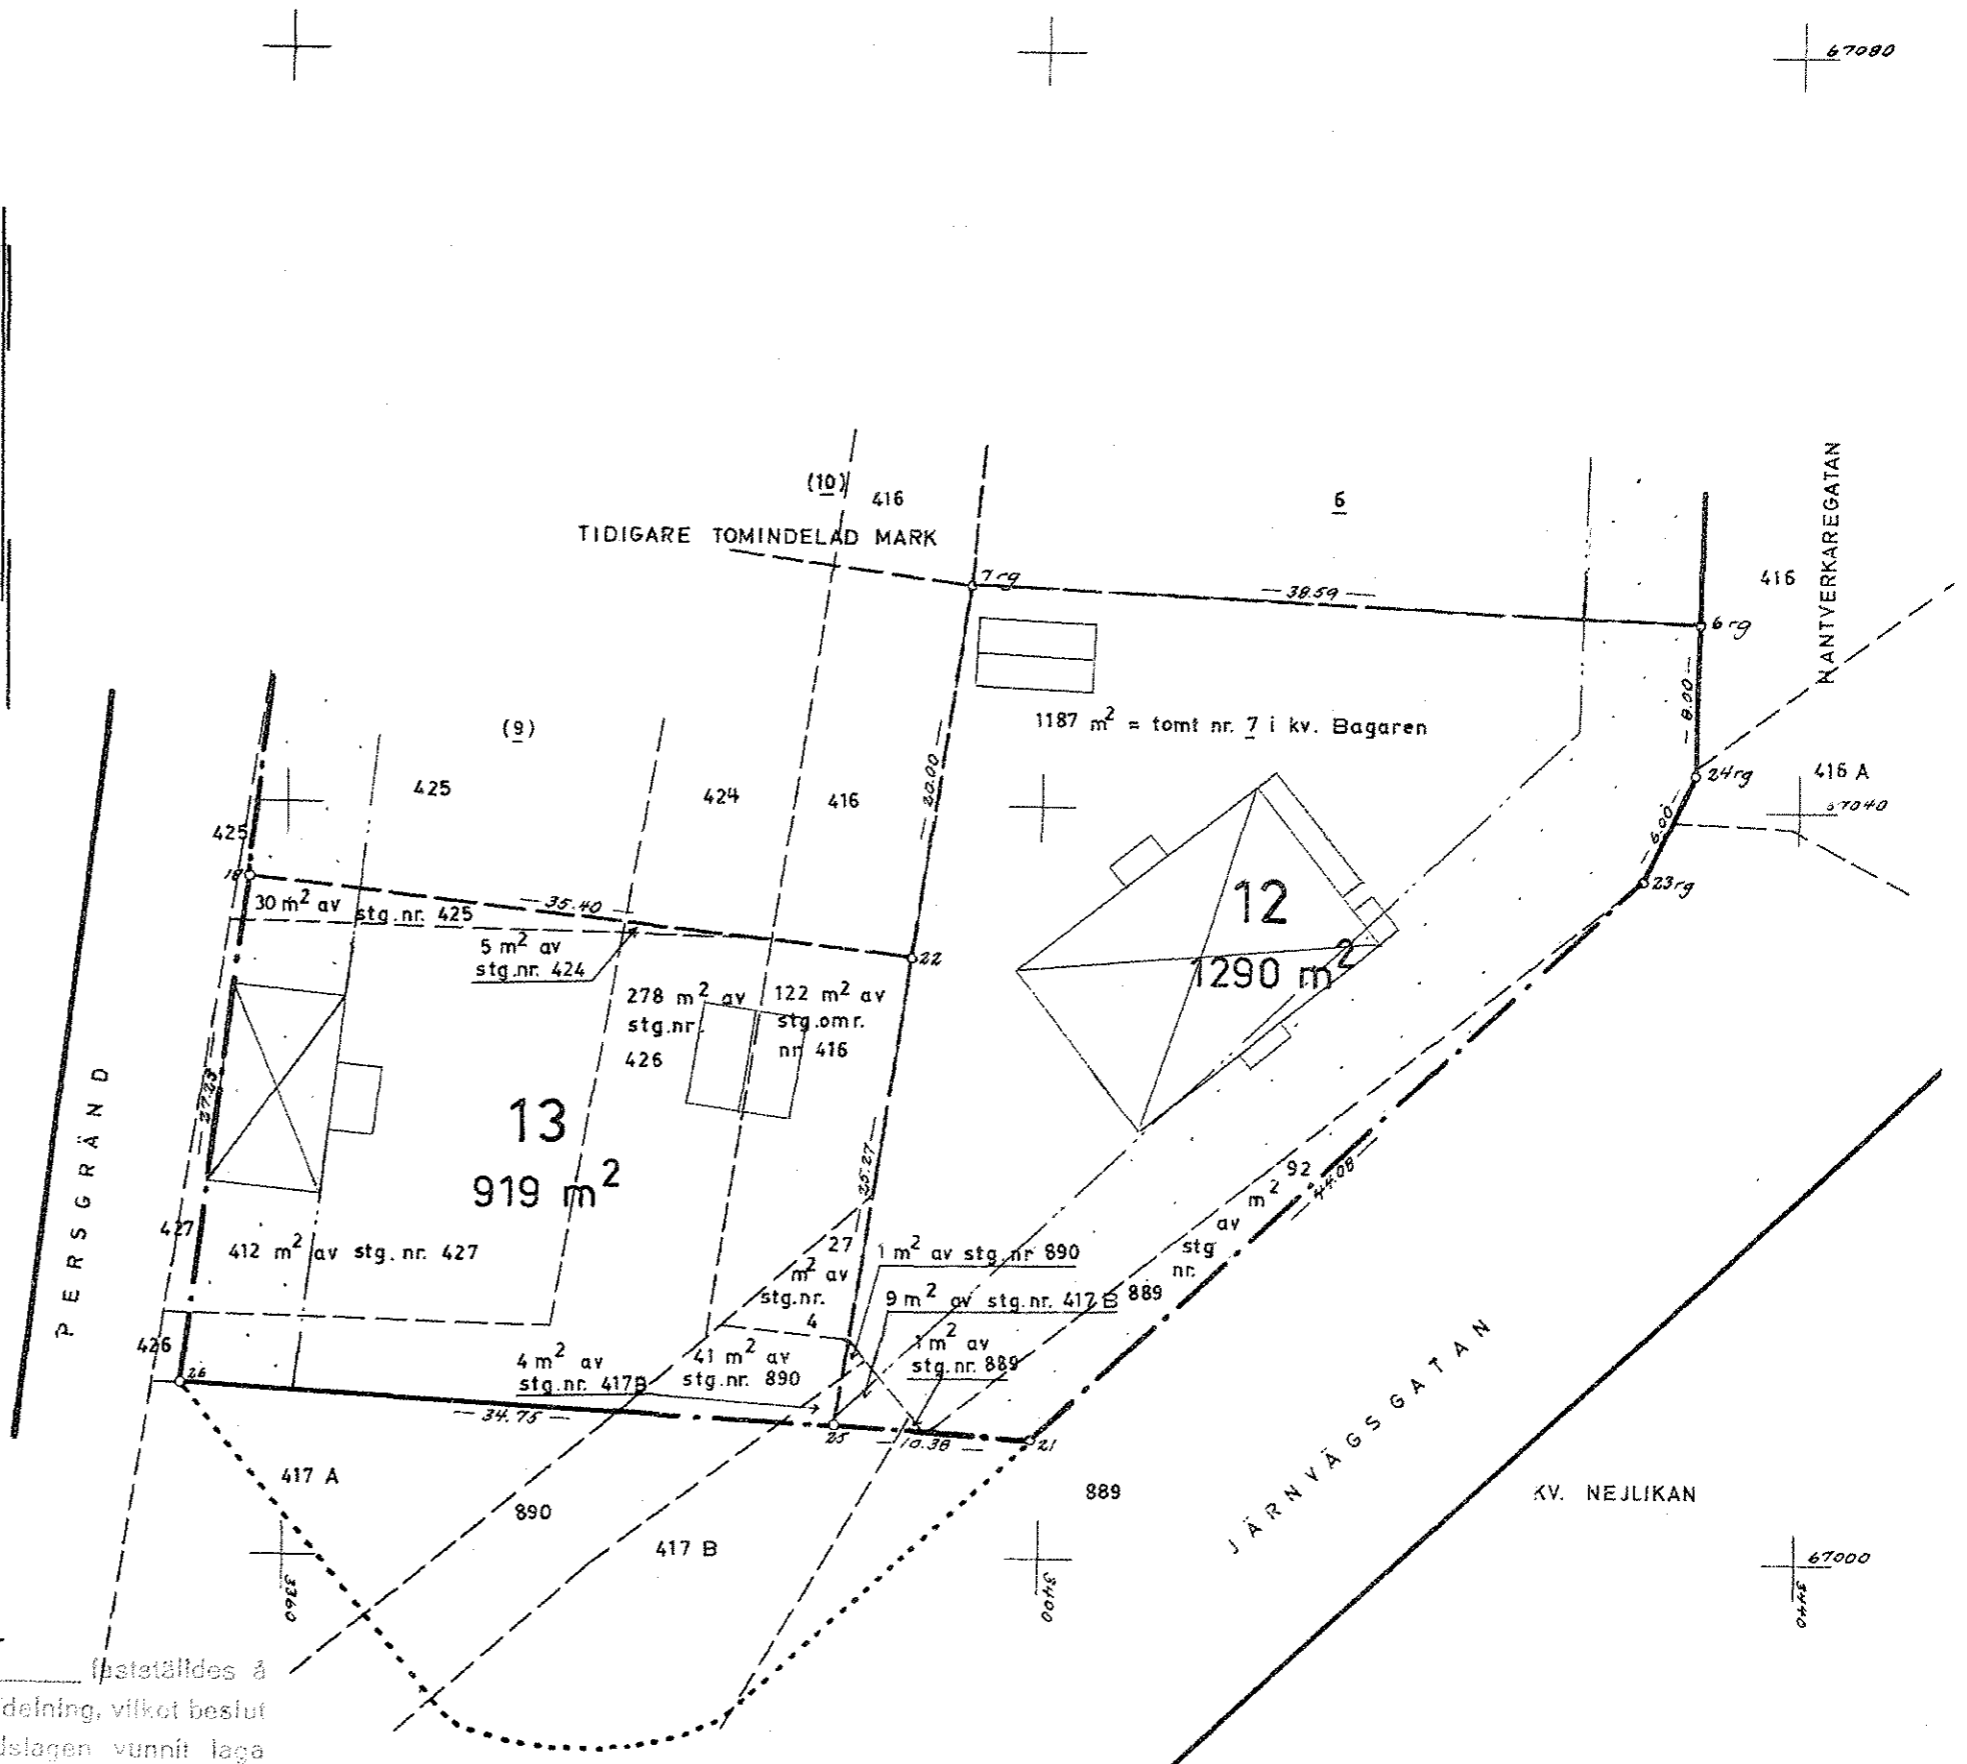 67080
(10)
416
6
TIDIGARE TOMINDELAD MARK
HANTVERKAREGATAN
7rg
38.59
416
6rg
8.00
1187 m² = tomt nr. 7 i kv. Bagaren
(9)
425
424
416
20.00
24rg
416 A
67040
6.00
425
18
30 m² av stg.nr. 425
35.40
23rg
12
1290 m²
5 m² av
stg.nr. 424
22
278 m² av
stg.nr.
426
122 m² av
stg.omr.
nr 416
PERSGRÄND
27.23
13
919 m²
25.27
92
m²
av
stg
nr.
889
44.08
427
412 m² av stg. nr. 427
27
m² av
stg.nr.
4
1 m² av stg.nr 890
9 m² av stg.nr. 417 B
1 m² av
stg.nr. 889
426
26
4 m² av
stg.nr. 417B
41 m² av
stg.nr. 890
34.75
25
10.38
21
JÄRNVÄGSGATAN
417 A
890
417 B
889
KV. NEJLIKAN
3360
3400
67000
3440
fastställdes å
delning, vilket beslut
dslagen vunnit laga